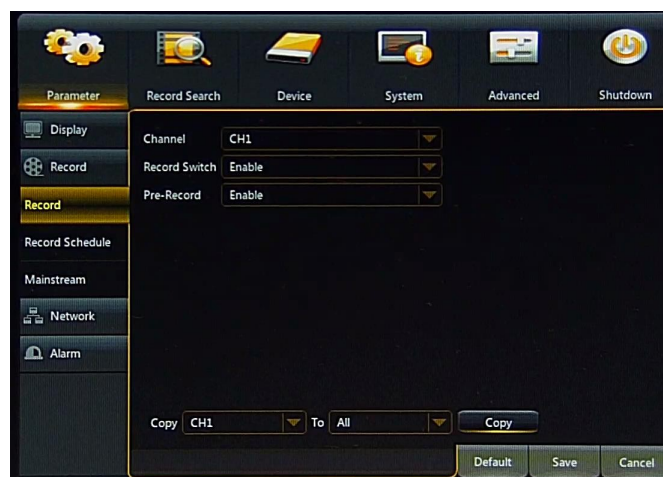 Parameter Record Search Device System Advanced Shutdown
Display
Record
Record
Record Schedule
Mainstream
Network
Alarm
Channel CH1
Record Switch Enable
Pre-Record Enable
Copy CH1 To All Copy
Default Save Cancel